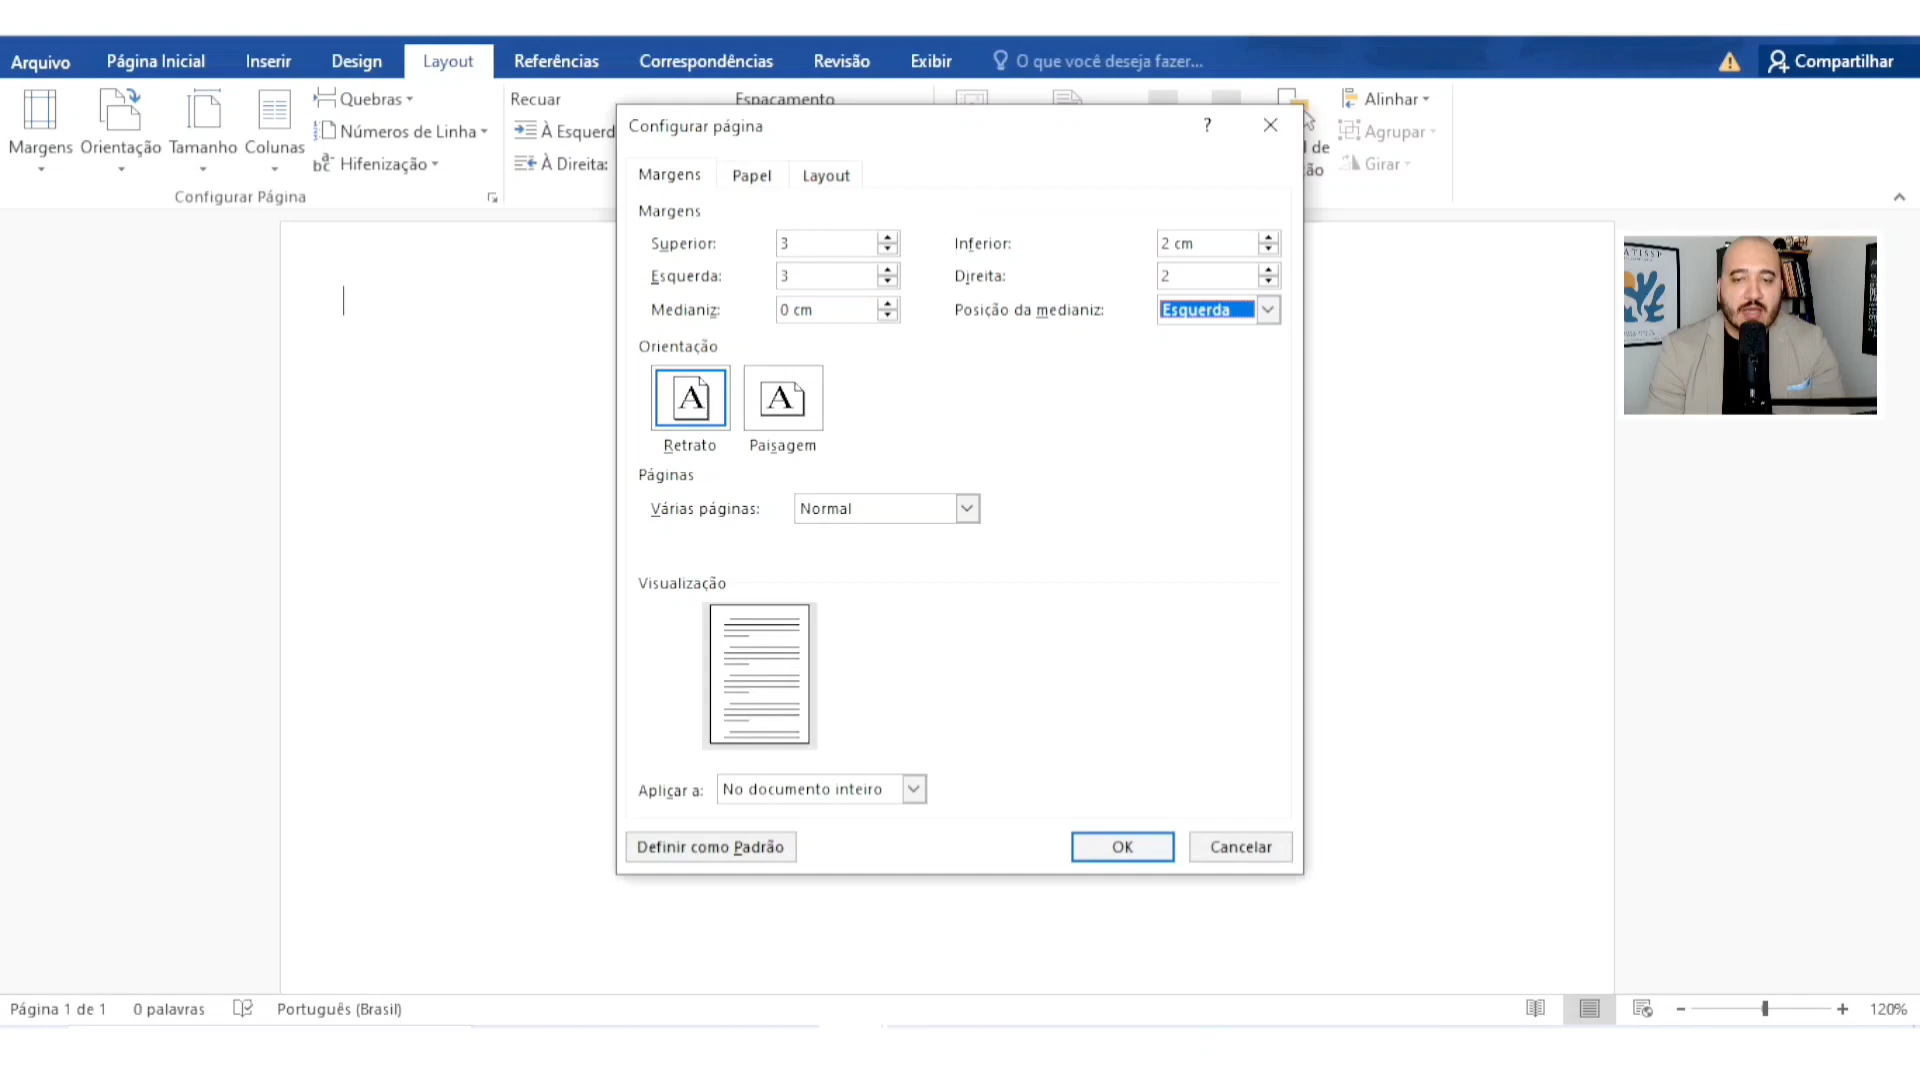 Arquivo Página Inicial Inserir Design Layout Referências Correspondências Revisão Exibir O que você deseja fazer... Compartilhar
Margens Orientação Tamanho Colunas
Quebras
Números de Linha
Hifenização
Configurar Página
Recuar
À Esquerd
À Direita:
Espaçamento
l de
ção
Alinhar
Agrupar
Girar
Configurar página ?
Margens Papel Layout
Margens
Superior: 3 Inferior: 2 cm
Esquerda: 3 Direita: 2
Medianiz: 0 cm Posição da medianiz: Esquerda
Orientação
A A
Retrato Paisagem
Páginas
Várias páginas: Normal
Visualização
Aplicar a: No documento inteiro
Definir como Padrão OK Cancelar
Página 1 de 1 0 palavras Português (Brasil) 120%